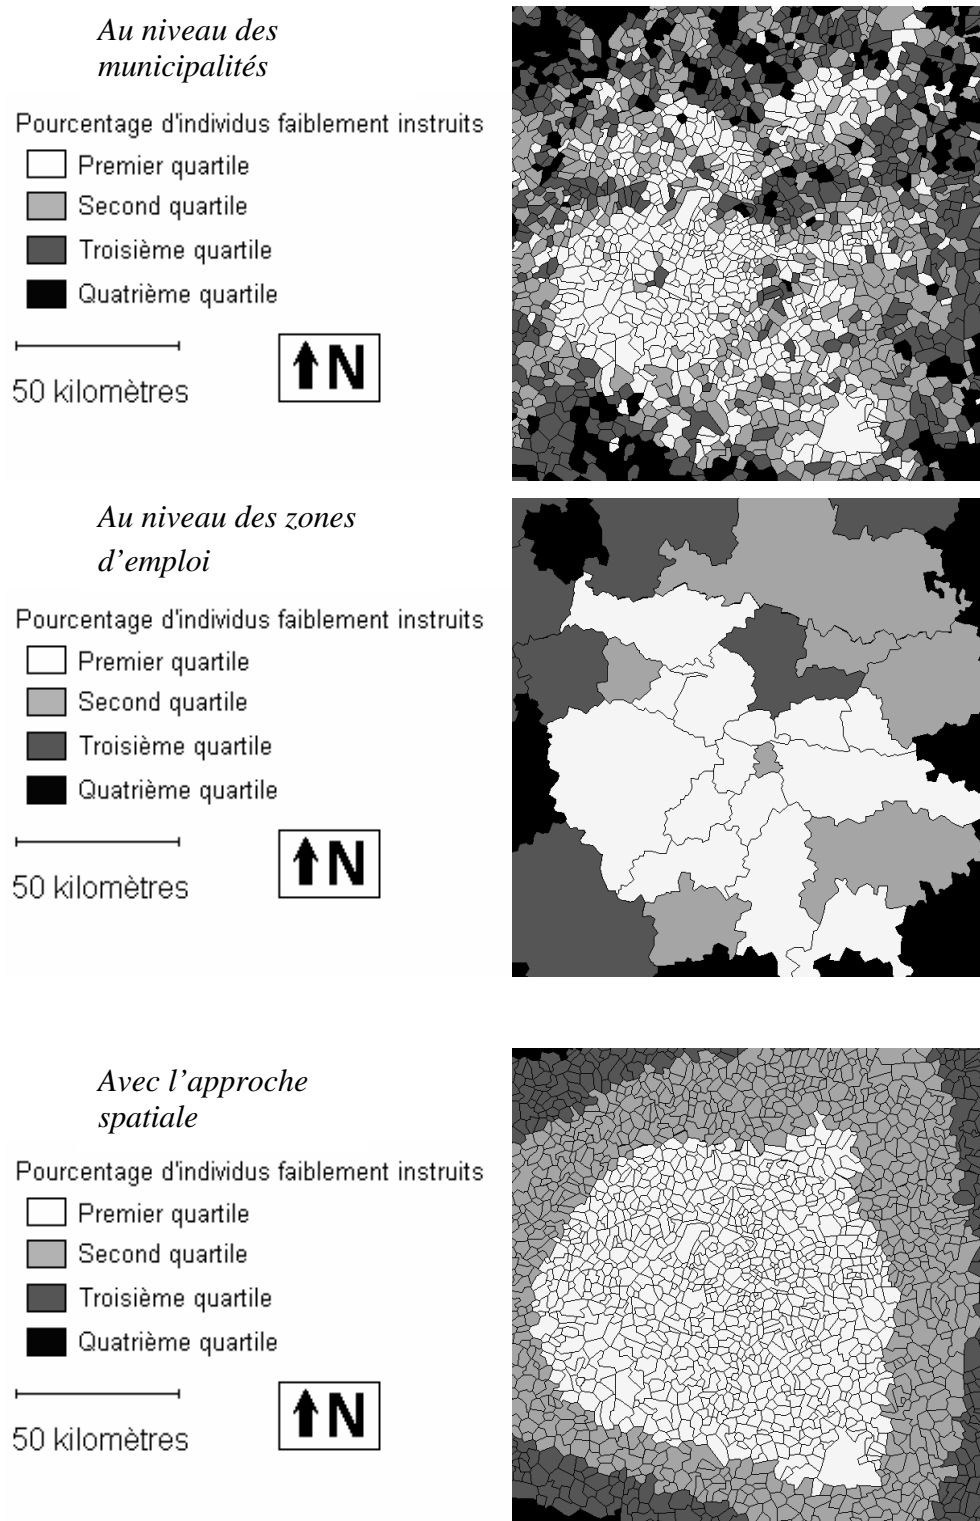 Au niveau des
municipalités
Pourcentage d'individus faiblement instruits
Premier quartile
Second quartile
Troisième quartile
Quatrième quartile
N
50 kilomètres
Au niveau des zones
d’emploi
Pourcentage d'individus faiblement instruits
Premier quartile
Second quartile
Troisième quartile
Quatrième quartile
N
50 kilomètres
Avec l’approche
spatiale
Pourcentage d'individus faiblement instruits
Premier quartile
Second quartile
Troisième quartile
Quatrième quartile
N
50 kilomètres